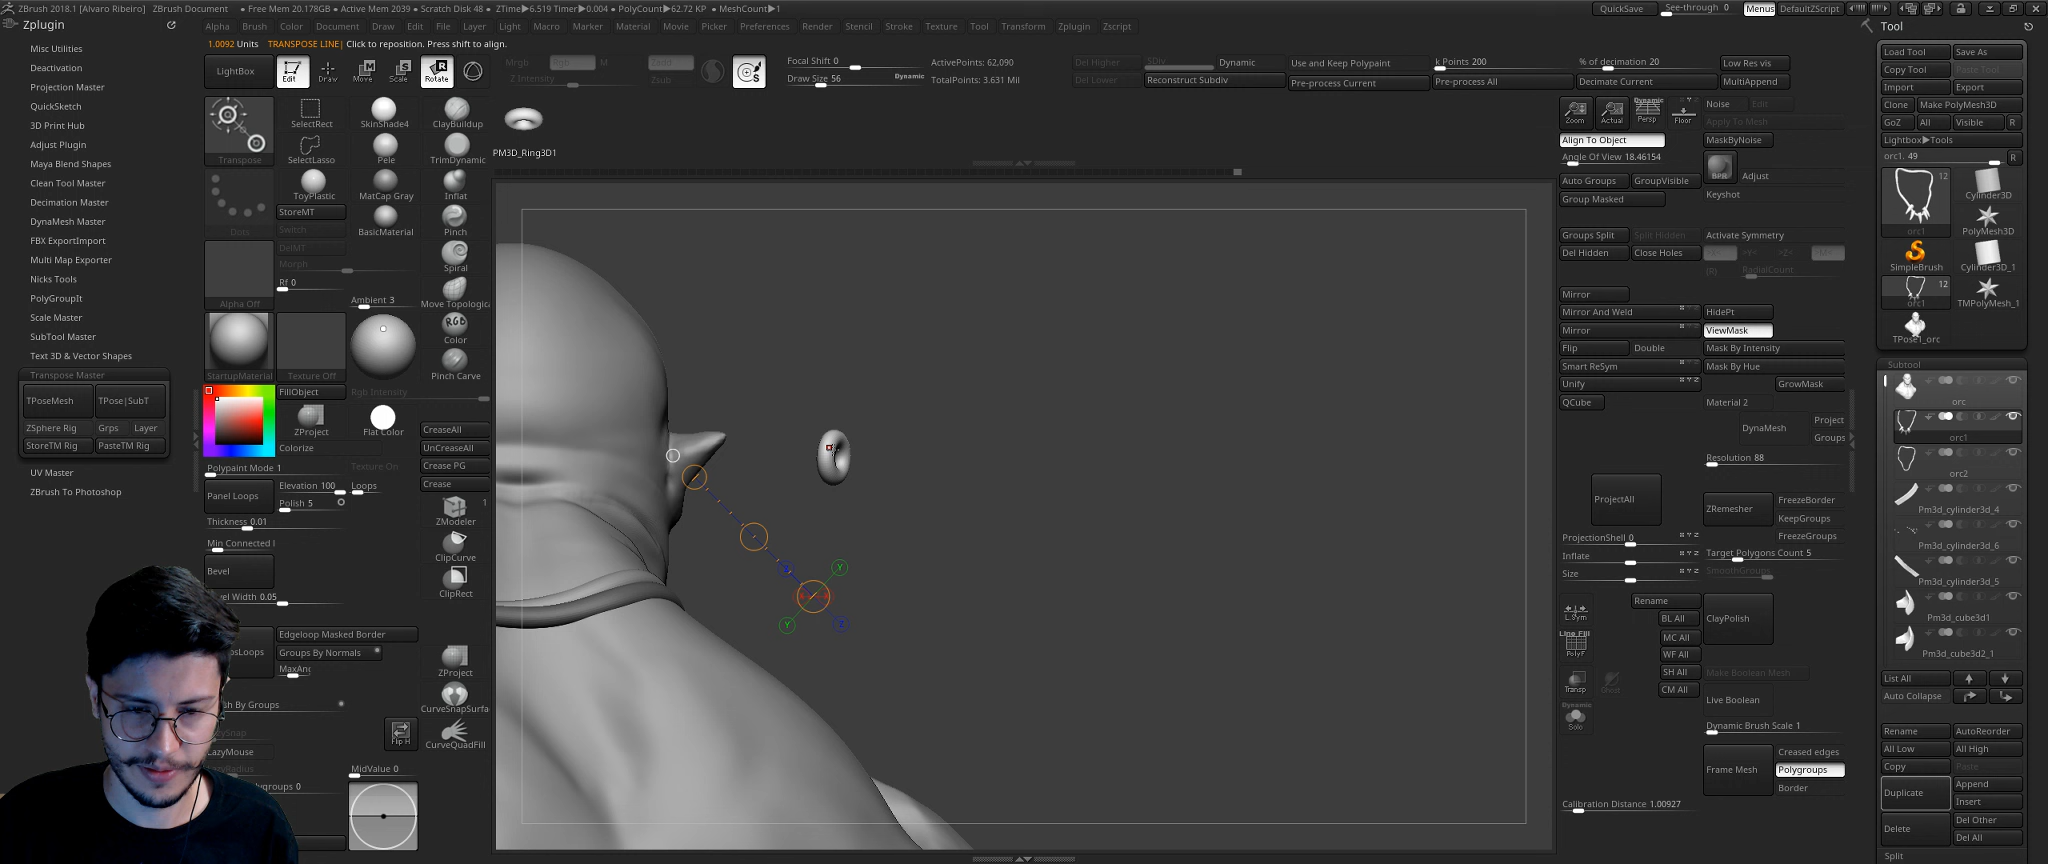 ZBrush 2018.1 [Alvaro Ribeiro] ZBrush Document ● Free Mem 20.178GB ● Active Mem 2039 ● Scratch Disk 48 ● ZTime▶6.519 Timer▶0.004 ● PolyCount▶62.72 KP ● MeshCount▶1
QuickSave See-through 0 Menus DefaultZScript
Zplugin
Alpha Brush Color Document Draw Edit File Layer Light Macro Marker Material Movie Picker Preferences Render Stencil Stroke Texture Tool Transform Zplugin Zscript
Tool
1.0092 Units TRANSPOSE LINE| Click to reposition. Press shift to align.
Misc Utilities
Deactivation
Projection Master
QuickSketch
3D Print Hub
Adjust Plugin
Maya Blend Shapes
Clean Tool Master
Decimation Master
DynaMesh Master
FBX ExportImport
Multi Map Exporter
Nicks Tools
PolyGroupIt
Scale Master
SubTool Master
Text 3D & Vector Shapes
Transpose Master
TPoseMesh TPose|SubT
ZSphere Rig Grps Layer
StoreTM Rig PasteTM Rig
UV Master
ZBrush To Photoshop
LightBox Edit Draw Move Scale Rotate
Mrgb Rgb M
Z Intensity
Zadd
Zsub
Focal Shift 0
Draw Size 56 Dynamic
ActivePoints: 62,090
TotalPoints: 3.631 Mil
Del Higher SDiv Dynamic
Del Lower Reconstruct Subdiv
Use and Keep Polypaint
Pre-process Current
k Points 200
Pre-process All
% of decimation 20
Decimate Current
Low Res vis
MultiAppend
PM3D_Ring3D1
Transpose
SelectRect SkinShade4 ClayBuildup
SelectLasso Pele TrimDynamic
Dots
ToyPlastic MatCap Gray Inflat
StoreMT
Switch BasicMaterial Pinch
DelMT
Morph Spiral
Rf 0
Alpha Off
Ambient 3 Move Topologic
StartupMaterial Texture Off
Color
Pinch Curve
FillObject Rgb Intensity
ZProject Flat Color
Colorize
Polypaint Mode 1 Texture On
CreaseAll
UnCreaseAll
Crease PG
Crease
Panel Loops
Elevation 100 Loops
Polish 5
Thickness 0.01
ZModeler 1
Min Connected I
Bevel
ClipCurve
ClipRect
Edgeloop Masked Border
Groups By Normals
ZProject
CurveSnapSurfa
Flip H
CurveQuadFill
LazyMouse
MidValue 0
Zoom Actual Dynamic Persp Floor
Noise Edit
Apply To Mesh
Align To Object
MaskByNoise
Angle Of View 18.46154
BPR Adjust
Auto Groups GroupVisible
Keyshot
Group Masked
Groups Split Split Hidden Activate Symmetry
Del Hidden Close Holes
(R) RadialCount
Mirror
Mirror And Weld HidePt
Mirror ViewMask
Flip Double Mask By Intensity
Smart ReSym Mask By Hue
Unify GrowMask
QCube Material 2
DynaMesh Project
Groups
Resolution 88
ProjectAll
ZRemesher
FreezeBorder
KeepGroups
FreezeGroups
ProjectionShell 0
Inflate
Size
Target Polygons Count 5
SmoothGroups
L.Sym
Line Fill
PolyF
Transp Ghost
Dynamic
Solo
Rename
BL All
MC All
WF All
SH All
CM All
ClayPolish
Make Boolean Mesh
Live Boolean
Dynamic Brush Scale 1
Frame Mesh
Creased edges
Polygroups
Border
Calibration Distance 1.00927
Load Tool Save As
Copy Tool Paste Tool
Import Export
Clone Make PolyMesh3D
GoZ All Visible R
Lightbox▶Tools
orc1. 49 R
12
orc1
Cylinder3D
PolyMesh3D
SimpleBrush Cylinder3D_1
12
orc1 TMPolyMesh_1
TPose1_orc
Subtool
orc
orc1
orc2
Pm3d_cylinder3d_4
Pm3d_cylinder3d_6
Pm3d_cylinder3d_5
Pm3d_cube3d1
Pm3d_cube3d2_1
List All
Auto Collapse
Rename AutoReorder
All Low All High
Copy Paste
Duplicate Append
Insert
Delete Del Other
Del All
Split